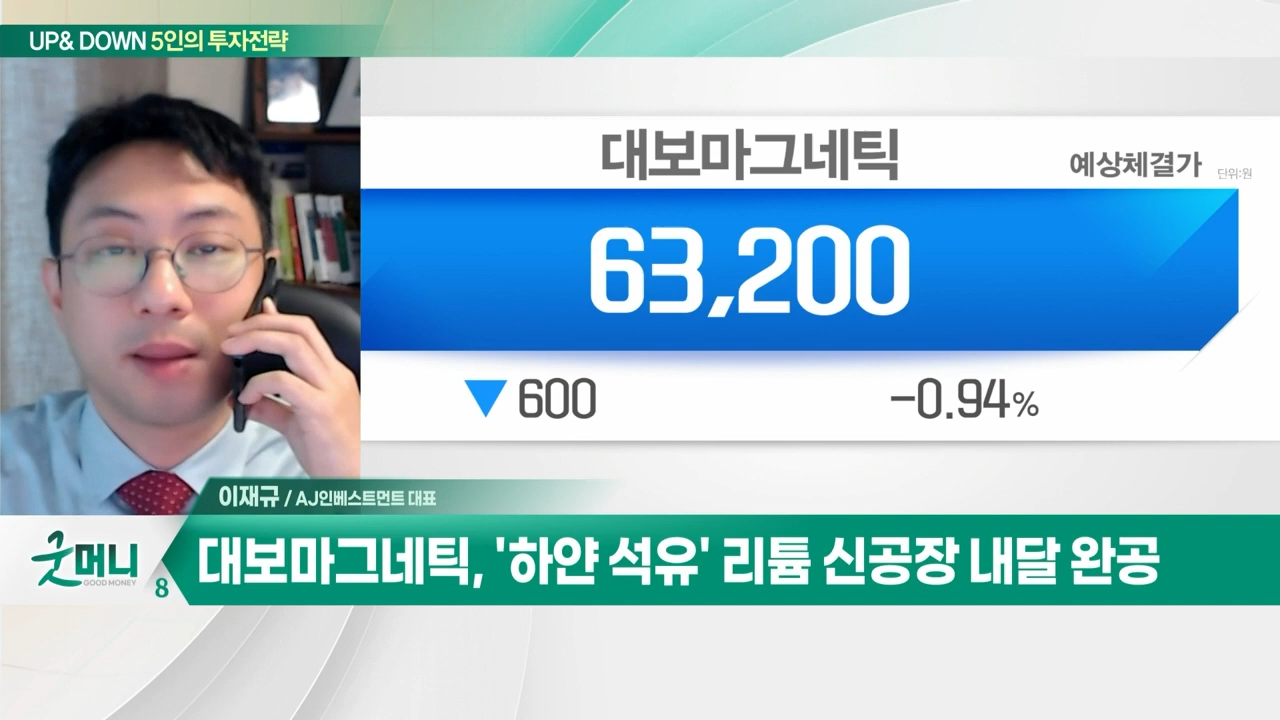 UP& DOWN 5인의 투자전략
대보마그네틱
예상체결가 단위:원
63,200
▼600 -0.94%
이재규 / AJ인베스트먼트 대표
굿머니
GOOD MONEY
8
대보마그네틱, '하얀 석유' 리튬 신공장 내달 완공